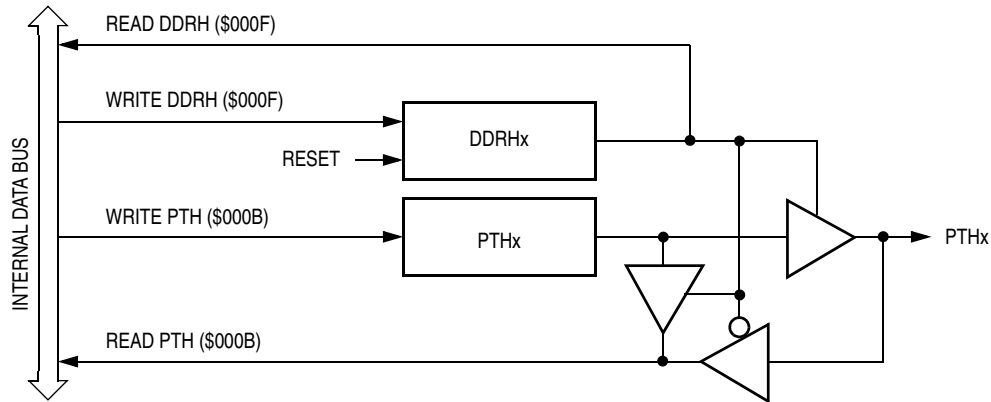 READ DDRH ($000F)
WRITE DDRH ($000F)
DDRHx
RESET
INTERNAL DATA BUS
WRITE PTH ($000B)
PTHx
PTHx
READ PTH ($000B)